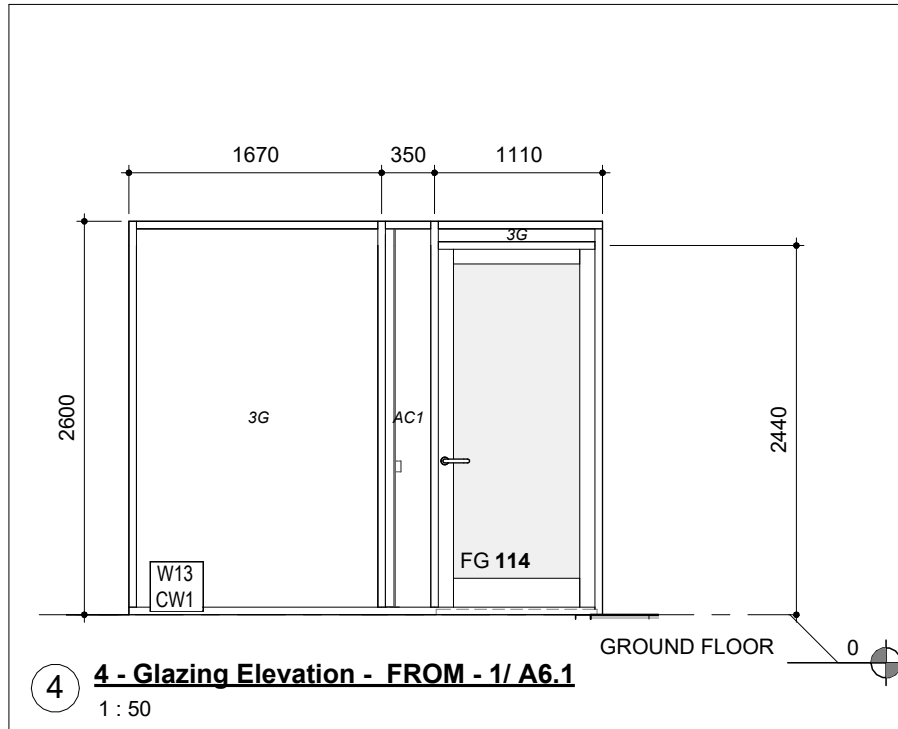 1670 350 1110
3G
2600
3G
AC1
2440
FG 114
W13
CW1
GROUND FLOOR 0
4 4 - Glazing Elevation - FROM - 1/ A6.1
1 : 50